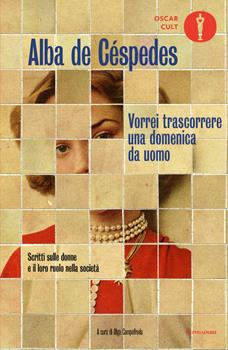 OSCAR
CULT
Alba de Céspedes
Vorrei trascorrere
una domenica
da uomo
Scritti sulle donne
e il loro ruolo nella società
A cura di Olga Campofreda
MONDADORI